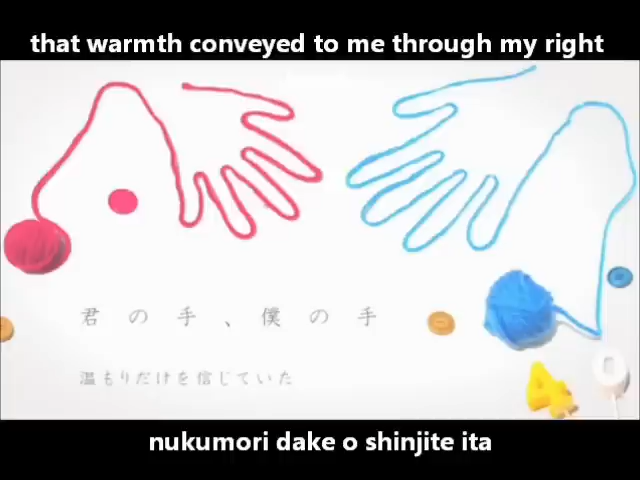 that warmth conveyed to me through my right
君の手、僕の手
温もりだけを信じていた
nukumori dake o shinjite ita